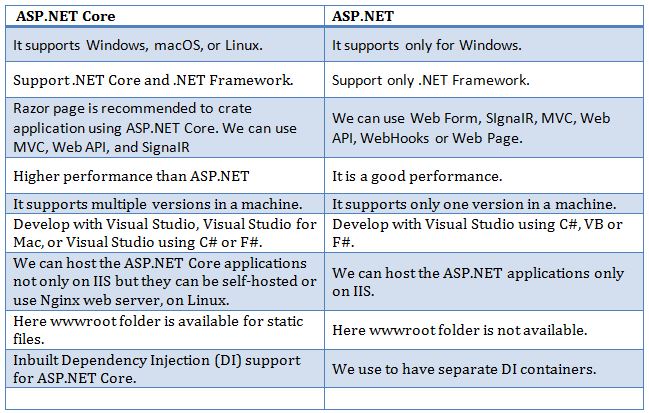 ASP.NET Core
ASP.NET
It supports Windows, macOS, or Linux.
It supports only for Windows.
Support .NET Core and .NET Framework.
Support only .NET Framework.
Razor page is recommended to crate
application using ASP.NET Core. We can use
MVC, Web API, and SignalR
We can use Web Form, SIgnalR, MVC, Web
API, WebHooks or Web Page.
Higher performance than ASP.NET
It is a good performance.
It supports multiple versions in a machine.
It supports only one version in a machine.
Develop with Visual Studio, Visual Studio for
Mac, or Visual Studio using C# or F#.
Develop with Visual Studio using C#, VB or
F#.
We can host the ASP.NET Core applications
not only on IIS but they can be self-hosted or
use Nginx web server, on Linux.
We can host the ASP.NET applications only
on IIS.
Here wwwroot folder is available for static
files.
Here wwwroot folder is not available.
Inbuilt Dependency Injection (DI) support
for ASP.NET Core.
We use to have separate DI containers.